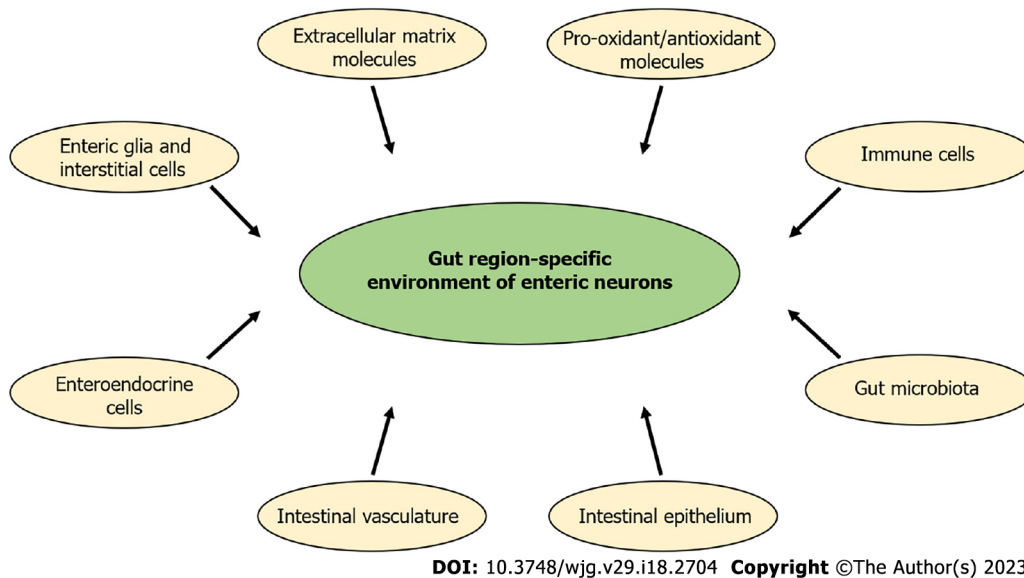 Extracellular matrix
molecules
Pro-oxidant/antioxidant
molecules
Enteric glia and
interstitial cells
Immune cells
Gut region-specific
environment of enteric neurons
Enteroendocrine
cells
Gut microbiota
Intestinal vasculature
Intestinal epithelium
DOI: 10.3748/wjg.v29.i18.2704 Copyright ©The Author(s) 2023